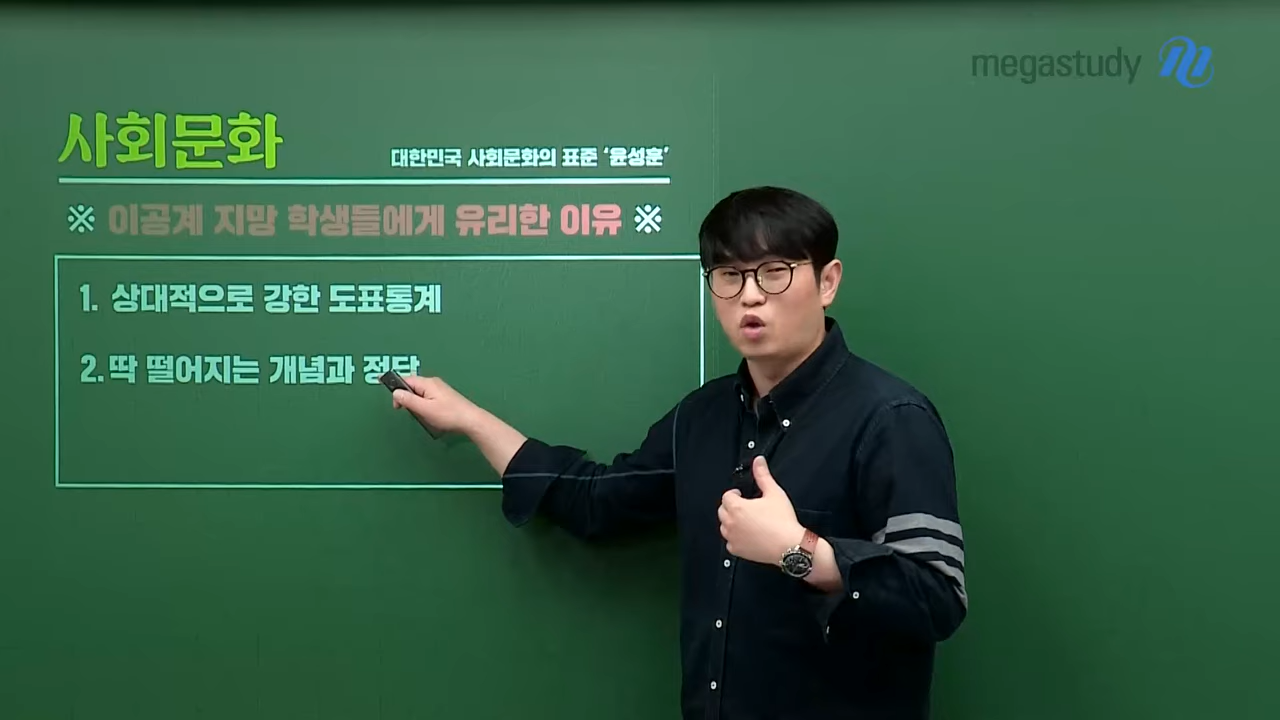 megastudy
사회문화
대한민국 사회문화의 표준 '윤성훈'
※ 이공계 지망 학생들에게 유리한 이유 ※
1. 상대적으로 강한 도표통계
2. 딱 떨어지는 개념과 정답